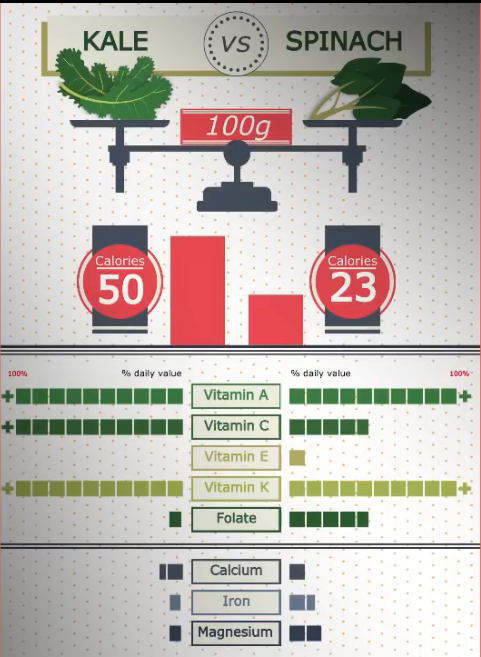 KALE VS SPINACH
100g
Calories
50
Calories
23
100% % daily value % daily value 100%
Vitamin A
Vitamin C
Vitamin E
Vitamin K
Folate
Calcium
Iron
Magnesium